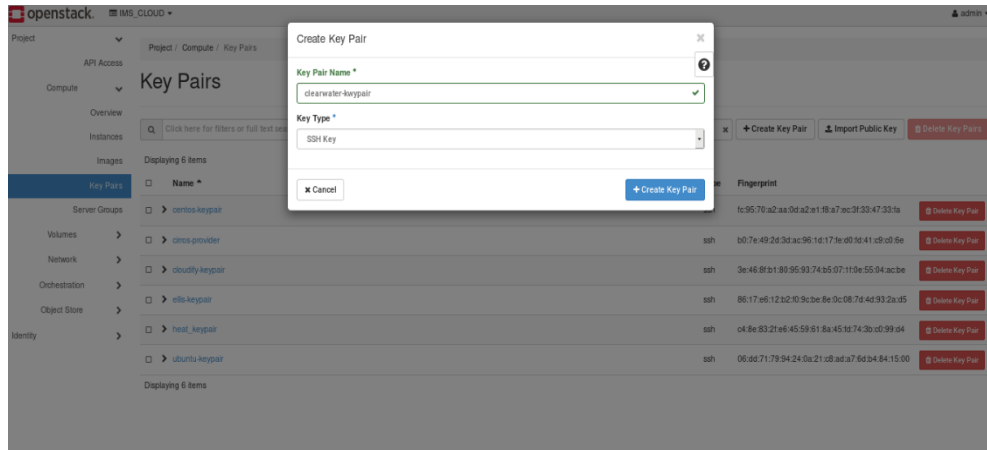 openstack. IMS_CLOUD admin
Project
API Access
Compute
Overview
Instances
Images
Key Pairs
Server Groups
Volumes
Network
Orchestration
Object Store
Identity
Project / Compute / Key Pairs
Key Pairs
Click here for filters or full text sea
+Create Key Pair Import Public Key Delete Key Pairs
Displaying 6 items
Name Fingerprint
centos-keypair ssh fc:95:70:a2:aa:0d:a2:e1:f8:a7:ec:3f:33:47:33:fa Delete Key Pair
cirros-provider ssh b0:7e:49:2d:3d:ac:96:1d:17:fe:d0:fd:41:c9:c0:6e Delete Key Pair
cloudify-keypair ssh 3e:46:8f:b1:80:95:93:74:b5:07:1f:0e:55:04:ac:be Delete Key Pair
ellis-keypair ssh 86:17:e6:12:b2:f0:9c:be:8e:0c:08:7d:4d:93:2a:d5 Delete Key Pair
heat_keypair ssh c4:8e:83:2f:e6:45:59:61:8a:45:fd:74:3b:c0:99:d4 Delete Key Pair
ubuntu-keypair ssh 06:dd:71:79:94:24:0a:21:c8:ad:a7:6d:b4:84:15:00 Delete Key Pair
Displaying 6 items
Create Key Pair
Key Pair Name *
clearwater-kwypair
Key Type *
SSH Key
Cancel
+Create Key Pair